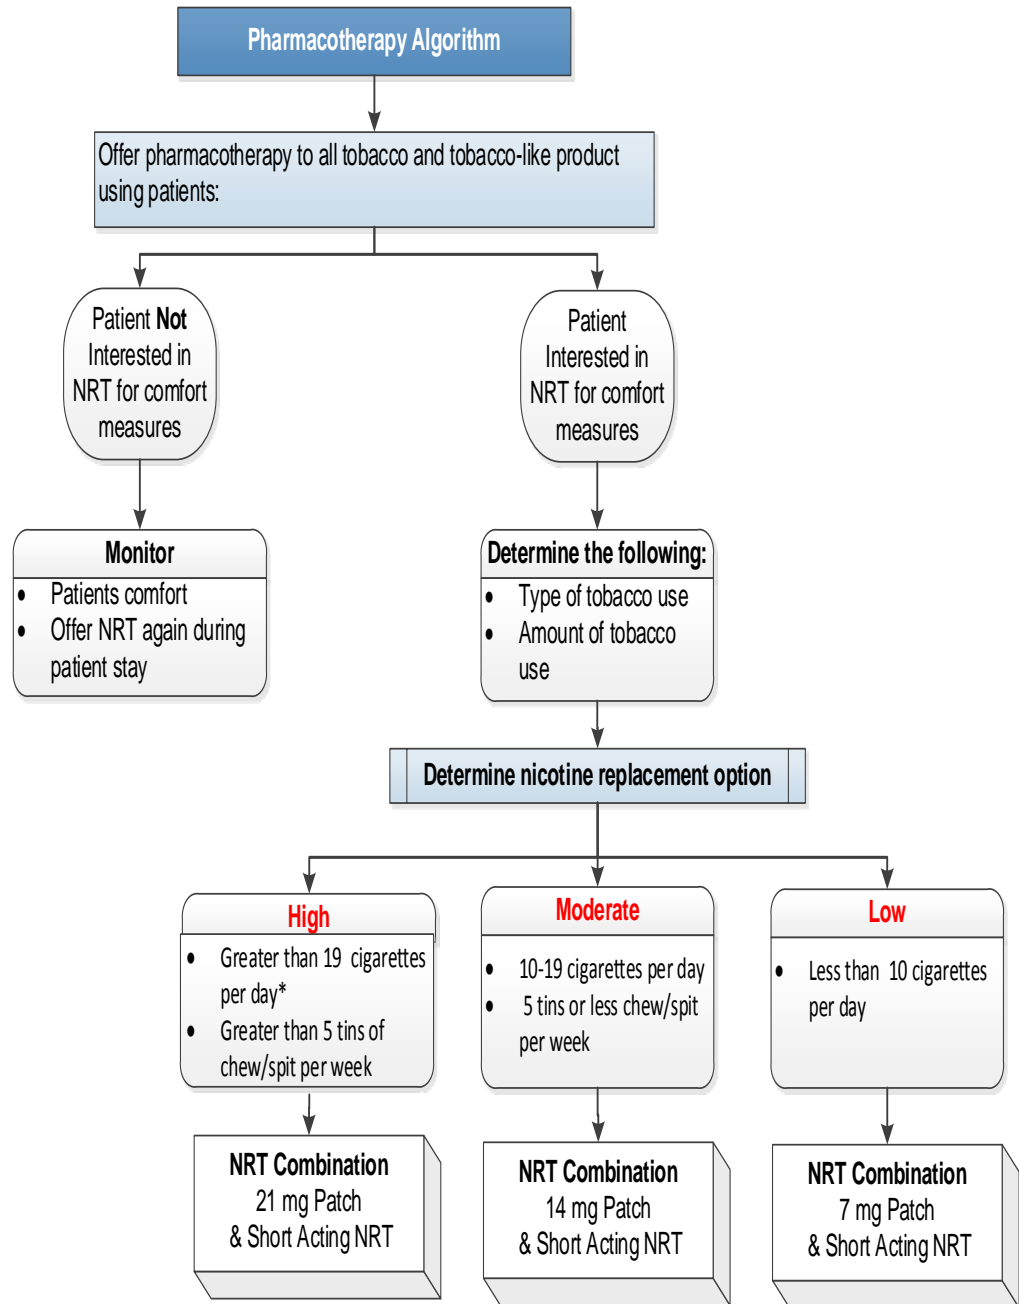 Pharmacotherapy Algorithm
Offer pharmacotherapy to all tobacco and tobacco-like product
using patients:
Patient Not
Interested in
NRT for comfort
measures
Patient
Interested in
NRT for comfort
measures
Monitor
• Patients comfort
• Offer NRT again during
patient stay
Determine the following:
• Type of tobacco use
• Amount of tobacco
use
Determine nicotine replacement option
High
• Greater than 19 cigarettes
per day*
• Greater than 5 tins of
chew/spit per week
Moderate
• 10-19 cigarettes per day
• 5 tins or less chew/spit
per week
Low
• Less than 10 cigarettes
per day
NRT Combination
21 mg Patch
& Short Acting NRT
NRT Combination
14 mg Patch
& Short Acting NRT
NRT Combination
7 mg Patch
& Short Acting NRT